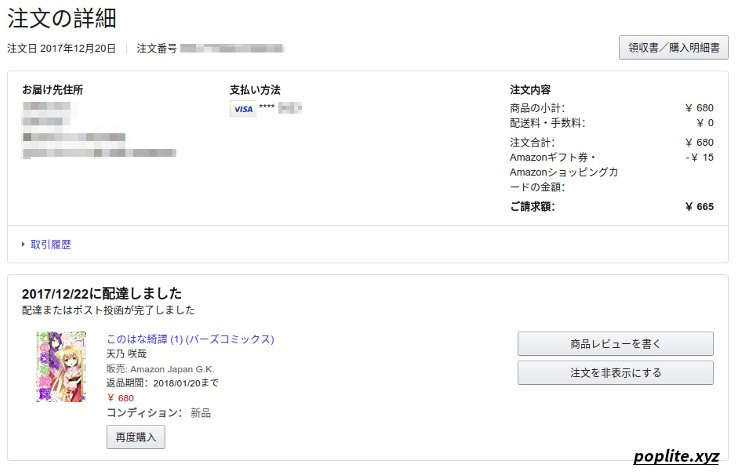 注文の詳細
注文日 2017年12月20日
注文番号
領収書／購入明細書
お届け先住所
支払い方法
VISA ****
注文内容
商品の小計： ￥ 680
配送料・手数料： ￥ 0
注文合計： ￥ 680
Amazonギフト券・ -￥ 15
Amazonショッピングカ
ードの金額：
ご請求額： ￥ 665
取引履歴
2017/12/22に配達しました
配達またはポスト投函が完了しました
このはな綺譚 (1) (バーズコミックス)
天乃 咲哉
販売: Amazon Japan G.K.
返品期間：2018/01/20まで
￥ 680
コンディション： 新品
再度購入
商品レビューを書く
注文を非表示にする
poplite.xyz